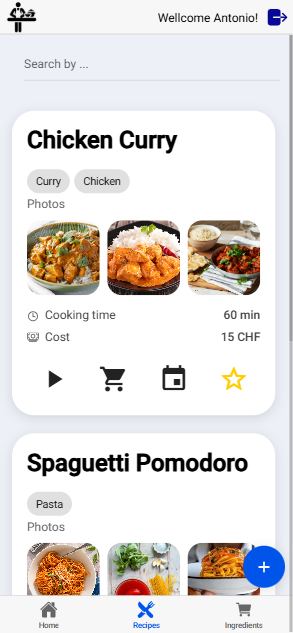 Wellcome Antonio!
Search by ...
Chicken Curry
Curry Chicken
Photos
Cooking time 60 min
Cost 15 CHF
Spaguetti Pomodoro
Pasta
Photos
+
Home Recipes Ingredients